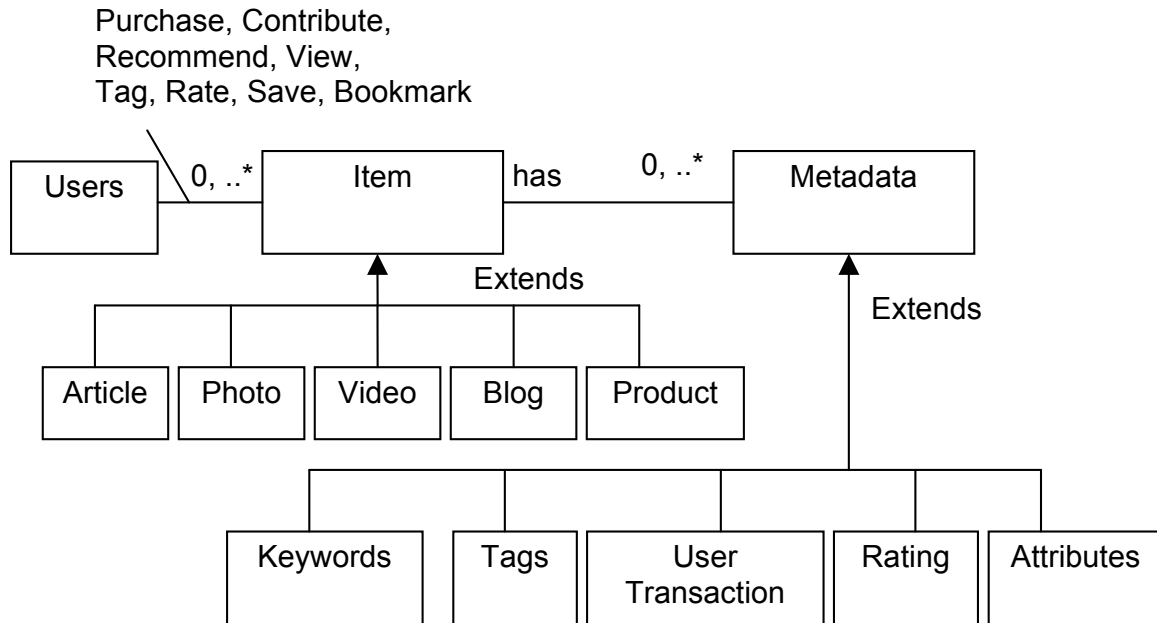 Purchase, Contribute,
Recommend, View,
Tag, Rate, Save, Bookmark
Users
0, ..*
Item
has
0, ..*
Metadata
Extends
Extends
Article
Photo
Video
Blog
Product
Keywords
Tags
User
Transaction
Rating
Attributes